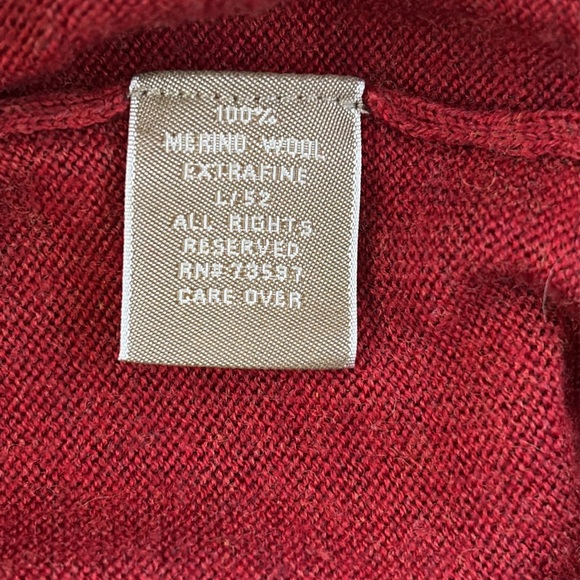 100%
MERINO WOOL
EXTRAFINE
L/52
ALL RIGHTS
RESERVED
RN# 73597
CARE OVER